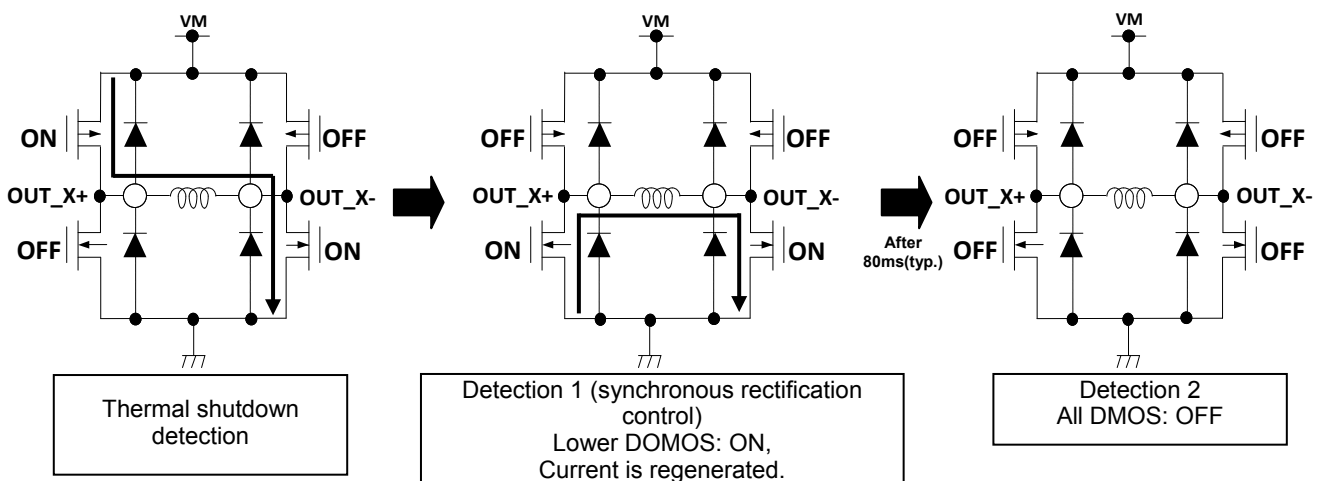 VM
ON
OFF
OUT_X+
OUT_X-
OFF
ON
Thermal shutdown
detection
VM
OFF
OFF
OUT_X+
OUT_X-
ON
ON
Detection 1 (synchronous rectification
control)
Lower DOMOS: ON,
Current is regenerated.
After
80ms(typ.)
VM
OFF
OFF
OUT_X+
OUT_X-
OFF
OFF
Detection 2
All DMOS: OFF